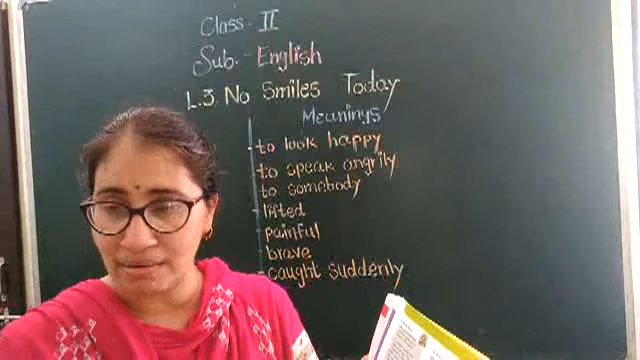 Class - II
Sub. - English
L.3. No Smiles Today
Meanings
to look happy
to speak angrily
to somebody
lifted
painful
brave
caught suddenly